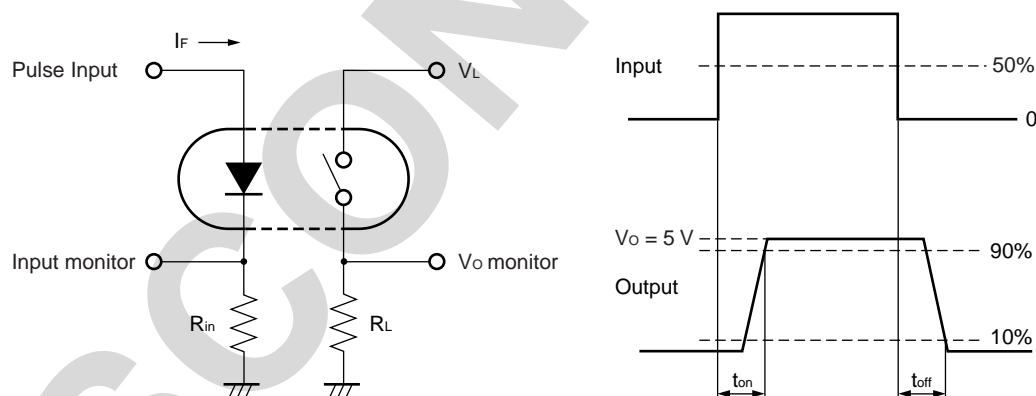 IF
Pulse Input
VL
Input monitor
VO monitor
Rin
RL
Input
50%
0
VO = 5 V
90%
Output
10%
ton
toff